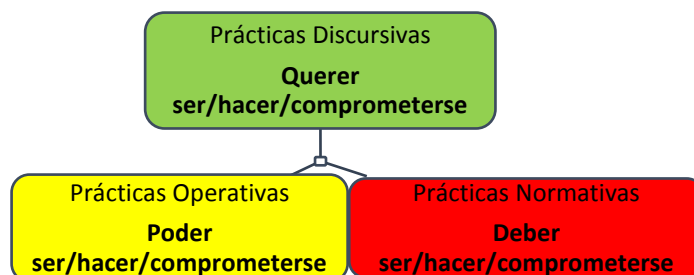 Prácticas Discursivas
Querer
ser/hacer/comprometerse
Prácticas Operativas
Poder
ser/hacer/comprometerse
Prácticas Normativas
Deber
ser/hacer/comprometerse